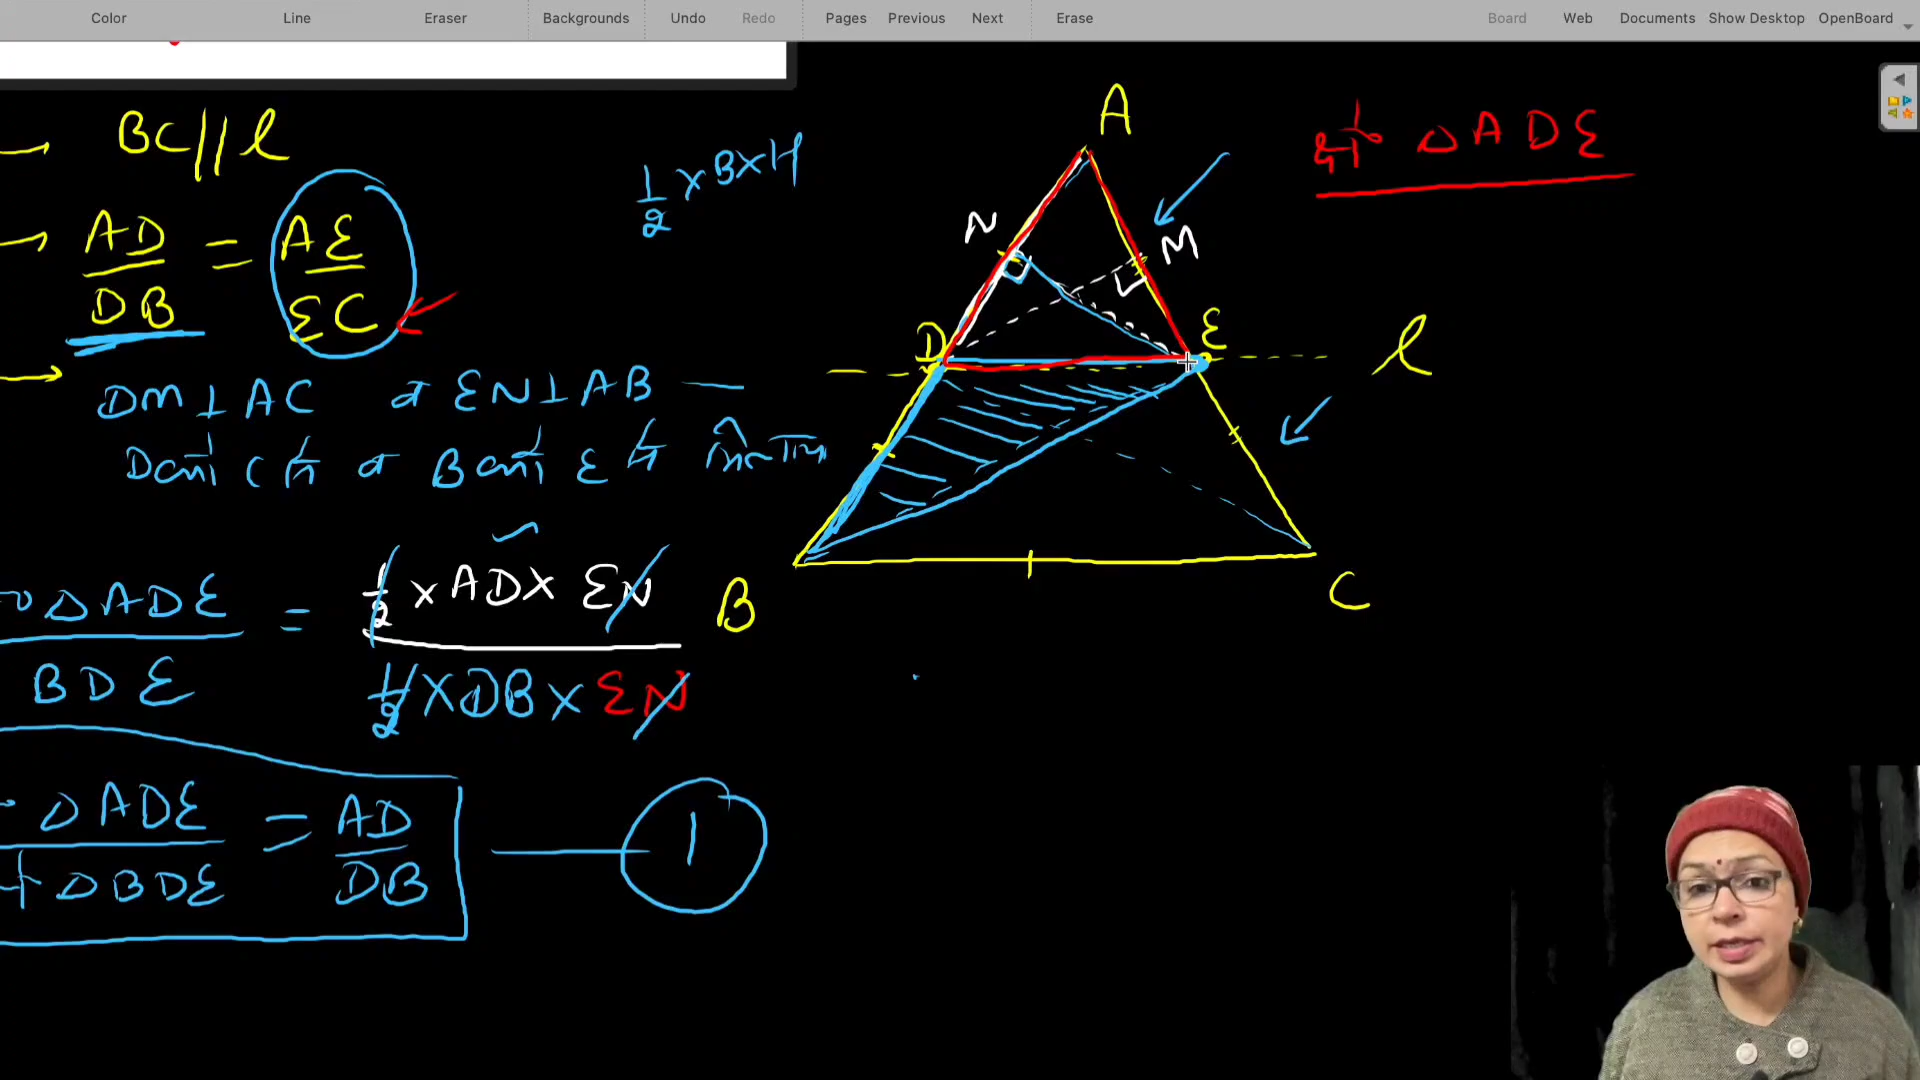 Color Line Eraser Backgrounds Undo Redo Pages Previous Next Erase Board Web Documents Show Desktop OpenBoard
BC // l
AD / DB = AE / EC
DM ⊥ AC EN ⊥ AB
D C B E
△ADE / BDE = 1/2 × AD × EN / 1/2 × DB × EN
△ADE / △BDE = AD / DB — 1
1/2 × B × H
A
N
M
D
E
l
B
C
△ADE